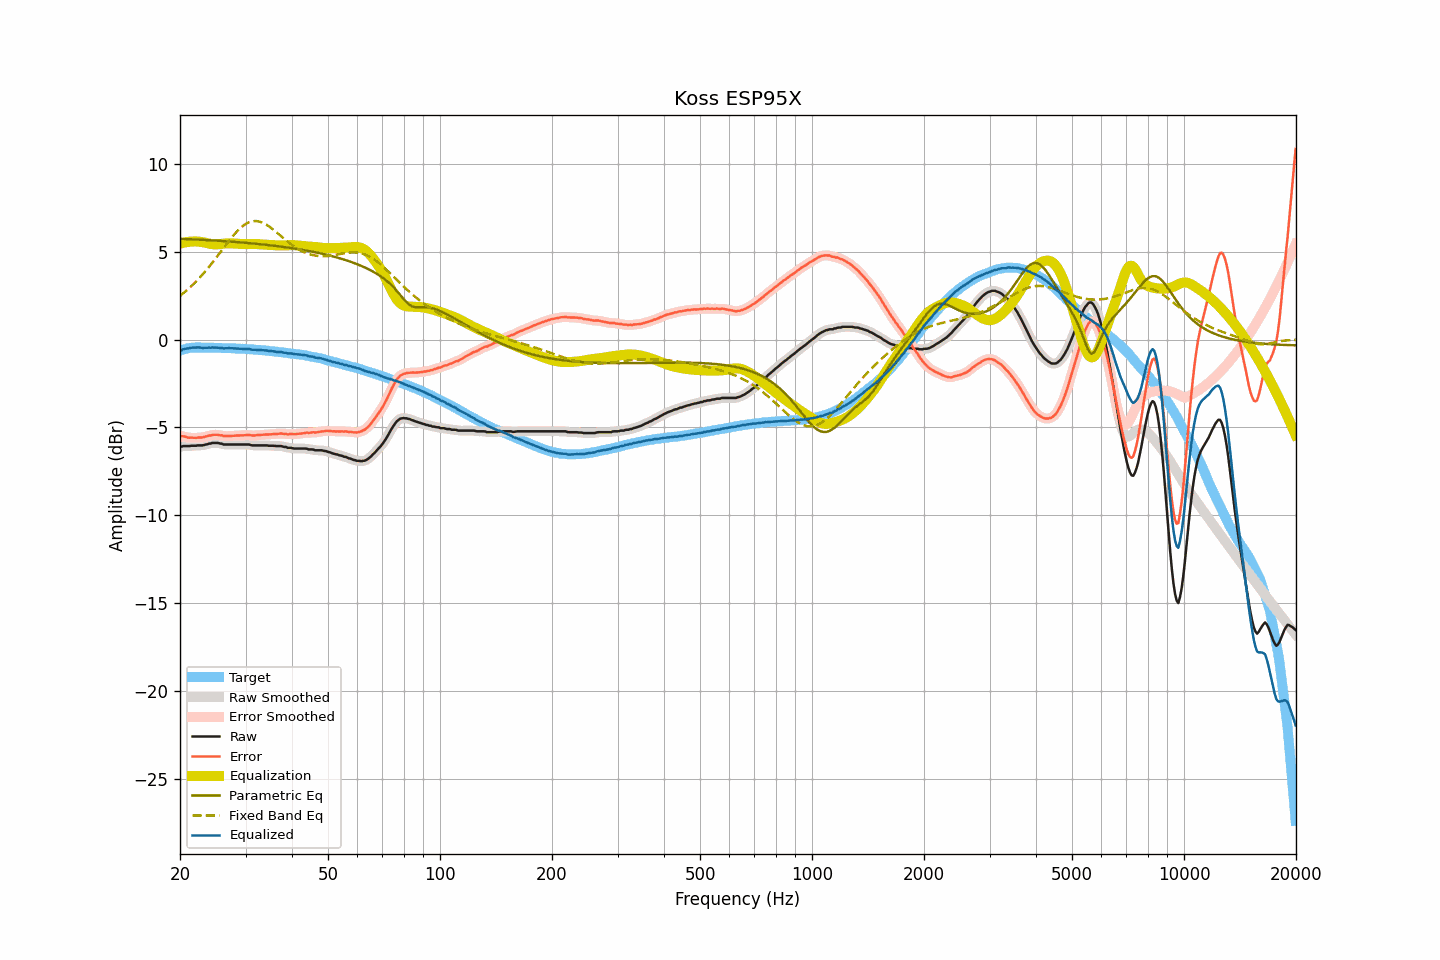 Koss ESP95X
Amplitude (dBr)
10
5
0
−5
−10
−15
−20
−25
Target
Raw Smoothed
Error Smoothed
Raw
Error
Equalization
Parametric Eq
Fixed Band Eq
Equalized
20 50 100 200 500 1000 2000 5000 10000 20000
Frequency (Hz)